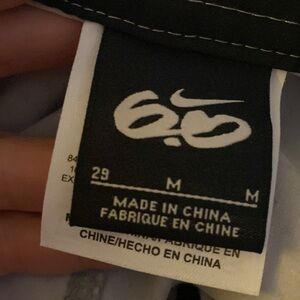 6.0
29 M M
MADE IN CHINA
FABRIQUE EN CHINE
CHINE/HECHO EN CHINA